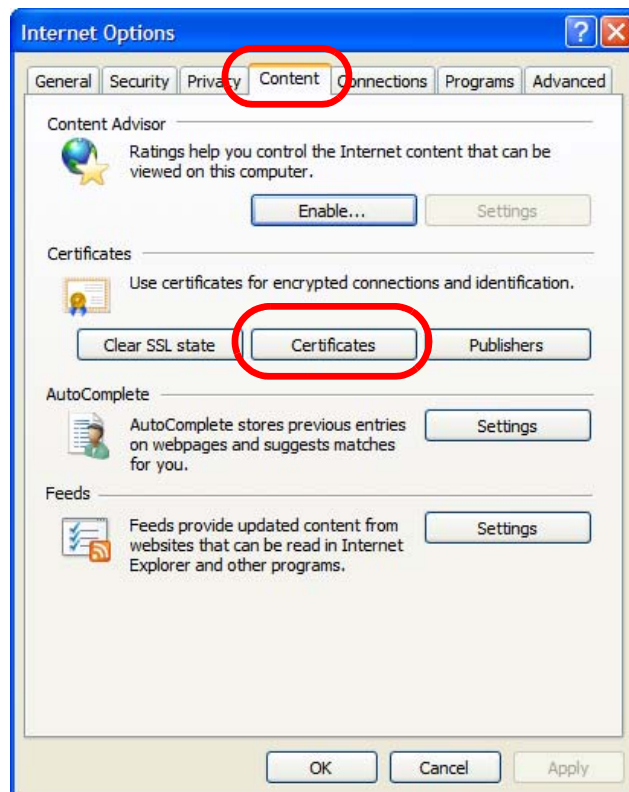 Internet Options
?
X
General Security Privacy Content Connections Programs Advanced
Content Advisor
Ratings help you control the Internet content that can be
viewed on this computer.
Enable... Settings
Certificates
Use certificates for encrypted connections and identification.
Clear SSL state Certificates Publishers
AutoComplete
AutoComplete stores previous entries
on webpages and suggests matches
for you.
Settings
Feeds
Feeds provide updated content from
websites that can be read in Internet
Explorer and other programs.
Settings
OK Cancel Apply